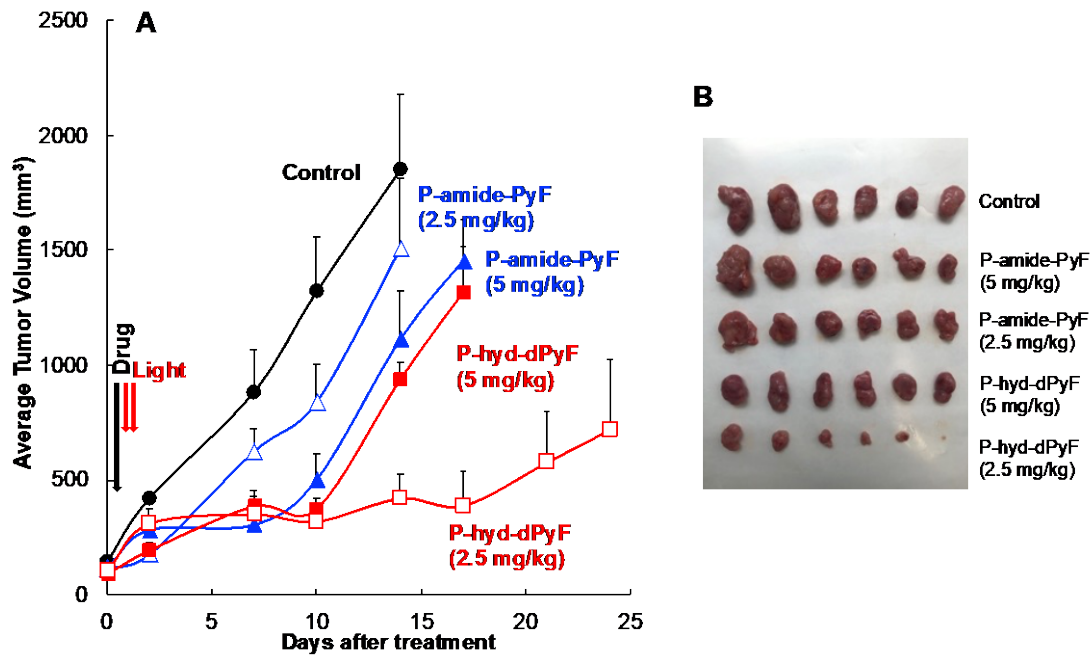 A
2500
2000
1500
1000
500
0
Average Tumor Volume (mm³)
0
5
10
15
20
25
Days after treatment
Drug
Light
Control
P-amide-PyF
(2.5 mg/kg)
P-amide-PyF
(5 mg/kg)
P-hyd-dPyF
(5 mg/kg)
P-hyd-dPyF
(2.5 mg/kg)
B
Control
P-amide-PyF
(5 mg/kg)
P-amide-PyF
(2.5 mg/kg)
P-hyd-dPyF
(5 mg/kg)
P-hyd-dPyF
(2.5 mg/kg)